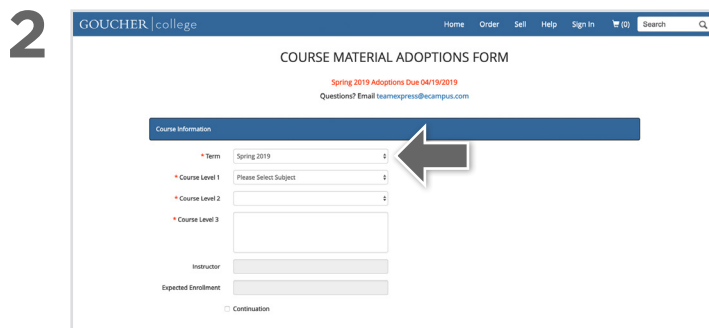 2
GOUCHER | college
Home Order Sell Help Sign In (0) Search
COURSE MATERIAL ADOPTIONS FORM
Spring 2019 Adoptions Due 04/19/2019
Questions? Email teamexpress@ecampus.com
Course Information
* Term Spring 2019
* Course Level 1 Please Select Subject
* Course Level 2
* Course Level 3
Instructor
Expected Enrollment
Continuation